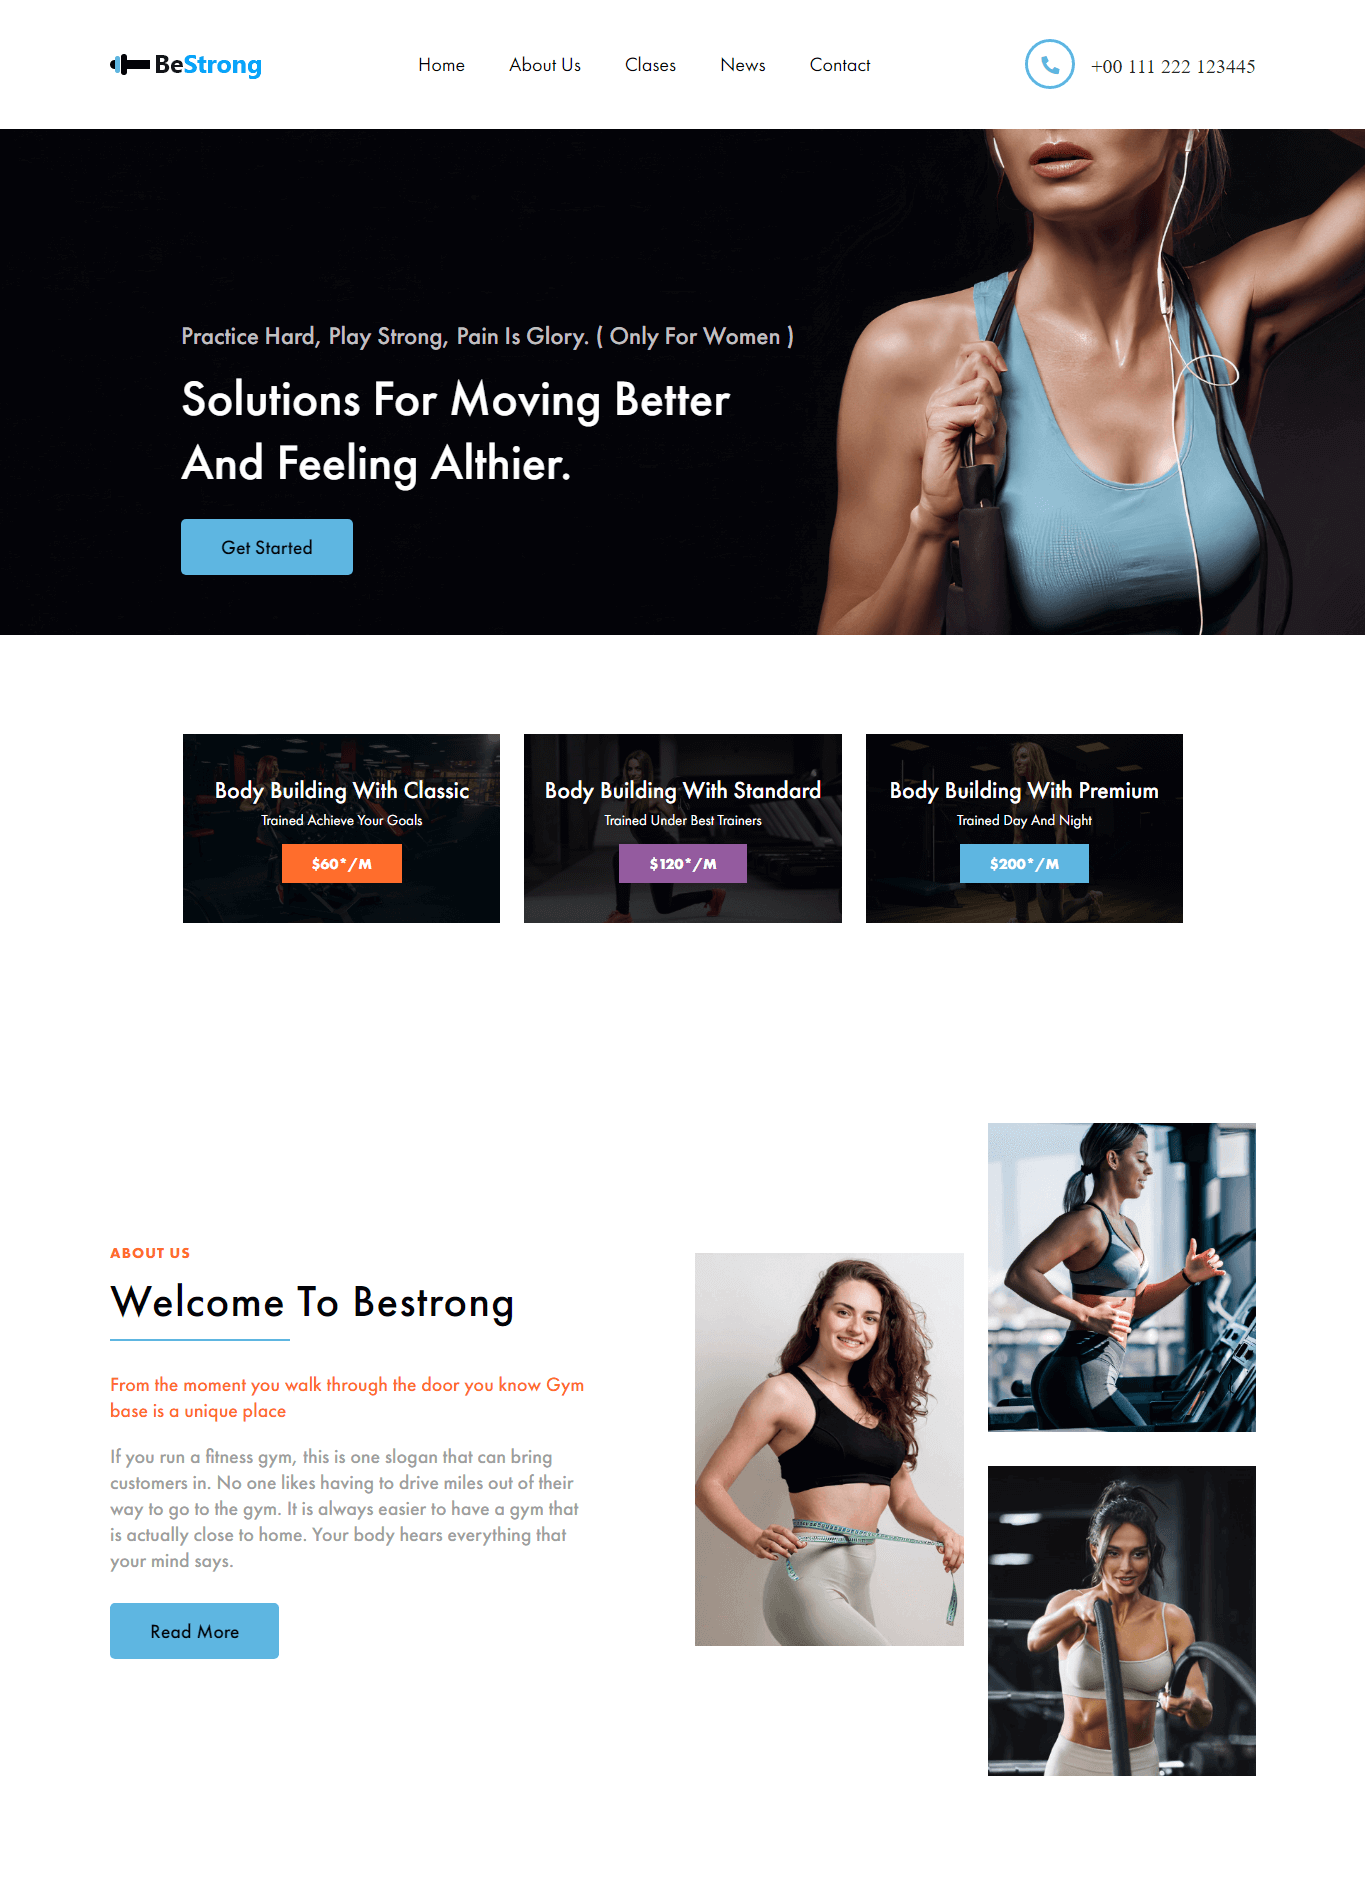 BeStrong
Home About Us Clases News Contact
+00 111 222 123445
Practice Hard, Play Strong, Pain Is Glory. ( Only For Women )
Solutions For Moving Better
And Feeling Althier.
Get Started
Body Building With Classic
Trained Achieve Your Goals
$60*/M
Body Building With Standard
Trained Under Best Trainers
$120*/M
Body Building With Premium
Trained Day And Night
$200*/M
ABOUT US
Welcome To Bestrong
From the moment you walk through the door you know Gym
base is a unique place
If you run a fitness gym, this is one slogan that can bring
customers in. No one likes having to drive miles out of their
way to go to the gym. It is always easier to have a gym that
is actually close to home. Your body hears everything that
your mind says.
Read More